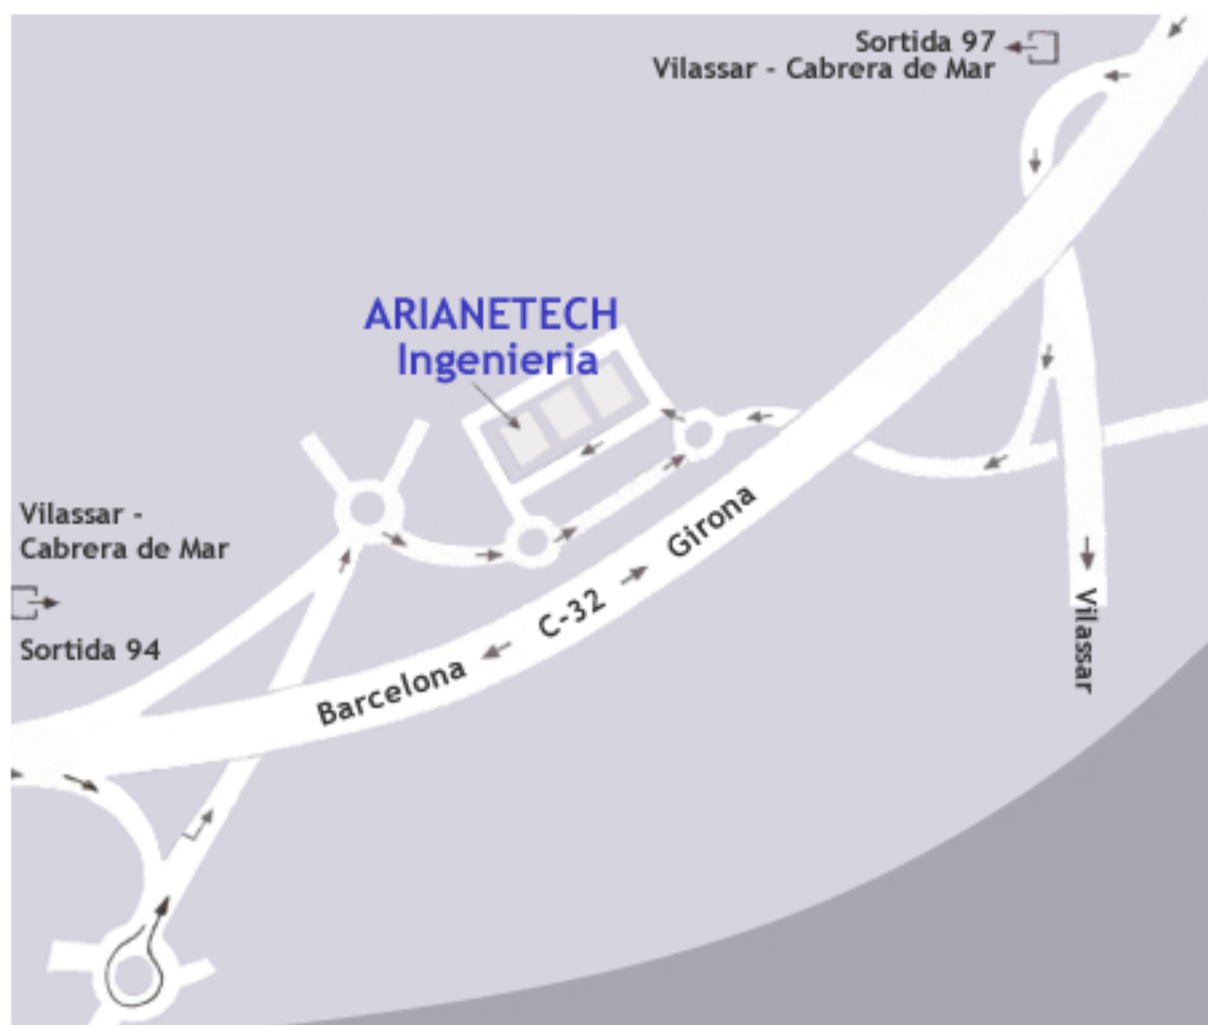 Sortida 97
Vilassar - Cabrera de Mar
ARIANETECH
Ingenieria
Vilassar -
Cabrera de Mar
Sortida 94
Girona
C-32
Barcelona
Vilassar